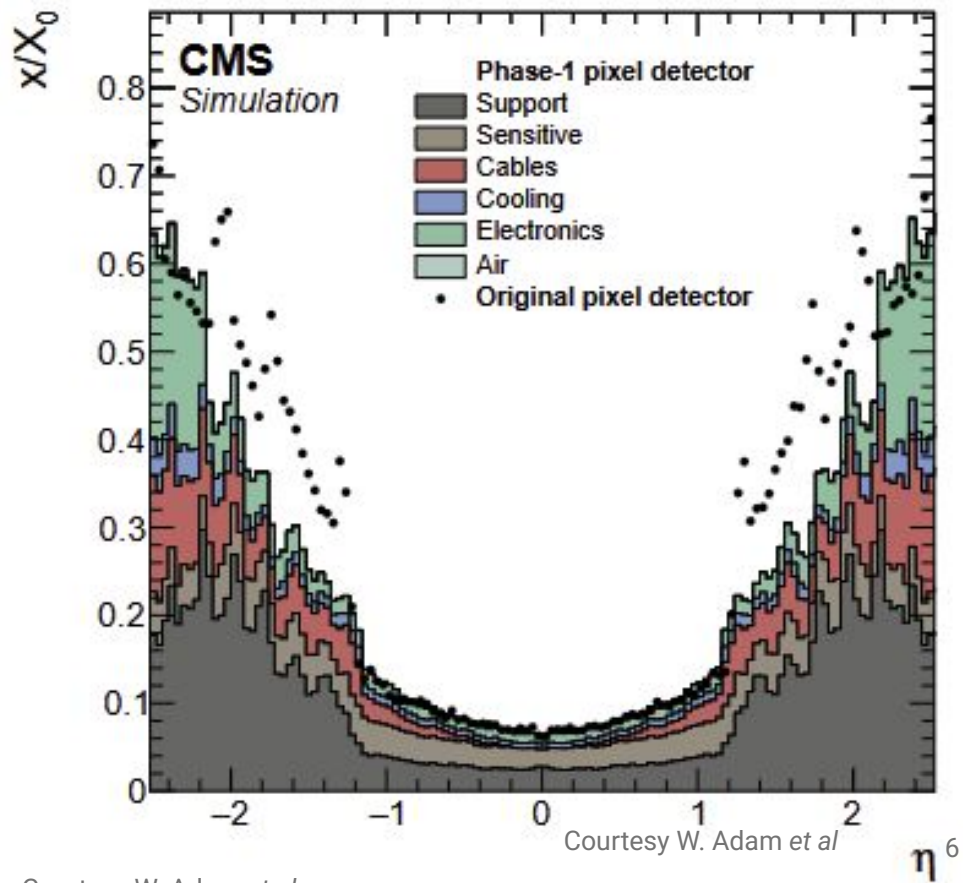 x/X0
CMS
Simulation
Phase-1 pixel detector
Support
Sensitive
Cables
Cooling
Electronics
Air
Original pixel detector
0.8
0.7
0.6
0.5
0.4
0.3
0.2
0.1
0
−2 −1 0 1 2
Courtesy W. Adam et al
η 6